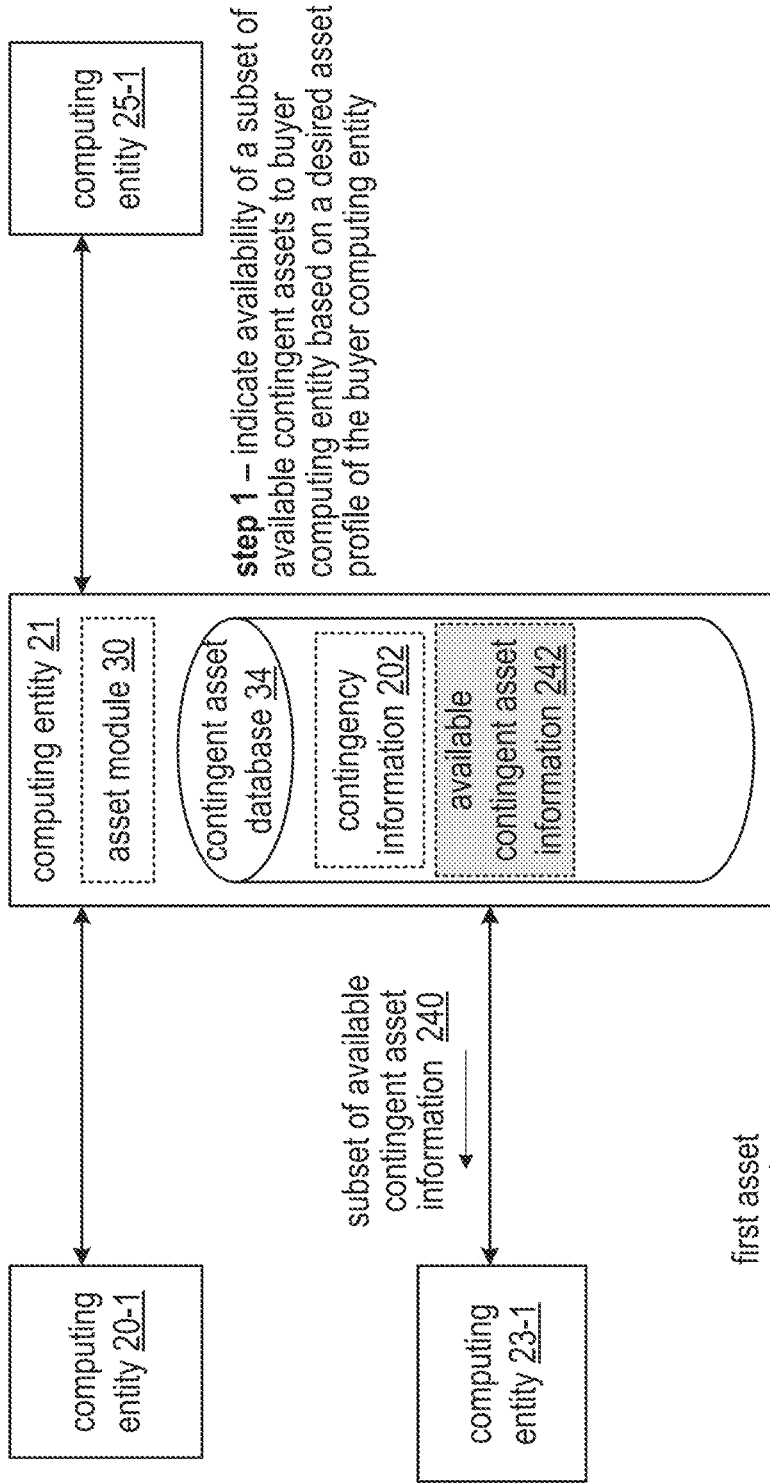 computing
entity 20-1
computing entity 21
asset module 30
computing
entity 25-1
contingent asset
database 34
contingency
information 202
available
contingent asset
information 242
step 1 – indicate availability of a subset of
available contingent assets to buyer
computing entity based on a desired asset
profile of the buyer computing entity
subset of available
contingent asset
information 240
computing
entity 23-1
first asset